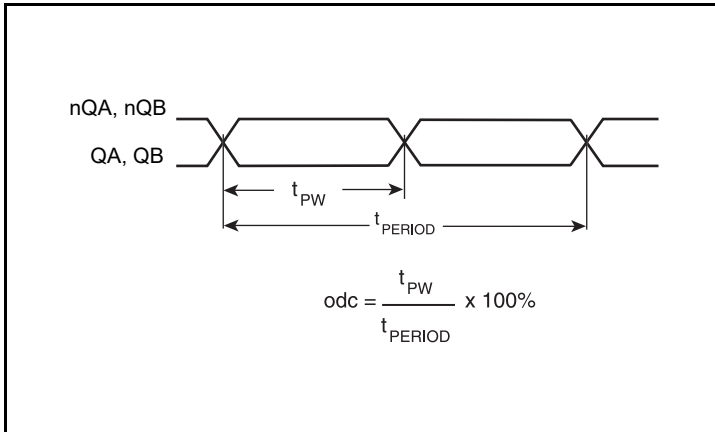 nQA, nQB
QA, QB
tPW
tPERIOD
odc = tPW / tPERIOD x 100%